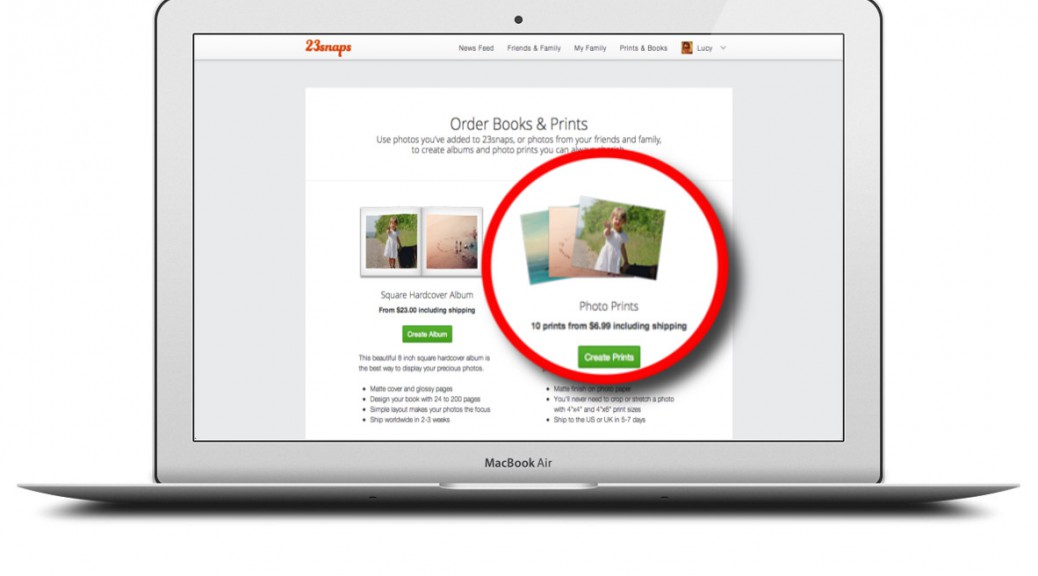 23snaps
News Feed Friends & Family My Family Prints & Books Lucy
Order Books & Prints
Use photos you've added to 23snaps, or photos from your friends and family,
to create albums and photo prints you can
Square Hardcover Album
From $23.00 including shipping
Create Album
This beautiful 8 inch square hardcover album is
the best way to display your precious photos.
• Matte cover and glossy pages
• Design your book with 24 to 200 pages
• Simple layout makes your photos the focus
• Ship worldwide in 2-3 weeks
Photo Prints
10 prints from $6.99 including shipping
Create Prints
• Matte finish on photo paper
• You'll never need to crop or stretch a photo
with 4"x4" and 4"x6" print sizes
• Ship to the US or UK in 5-7 days
MacBook Air